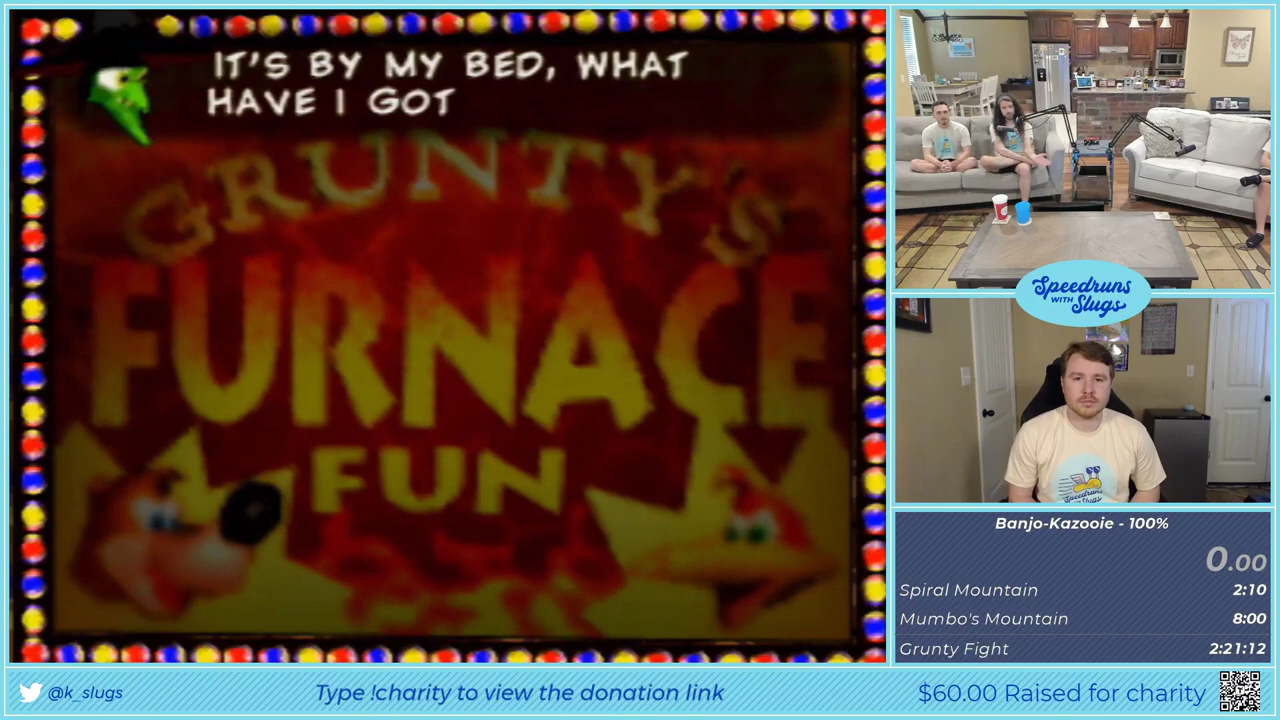 IT'S BY MY BED, WHAT
HAVE I GOT
GRUNTY'S
FURNACE
FUN
Speedruns
WITH
Slugs
Speedruns
Banjo-Kazooie - 100%
0.00
Spiral Mountain 2:10
Mumbo's Mountain 8:00
Grunty Fight 2:21:12
@k_slugs
Type !charity to view the donation link
$60.00 Raised for charity